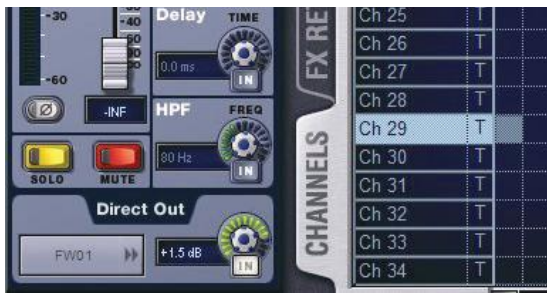 -30
-40
50
60
90
-60
-INF
SOLO
MUTE
Delay
TIME
0.0 ms
IN
HPF
FREQ
80 Hz
IN
Direct Out
FW01
+1.5 dB
IN
FX RE
CHANNELS
Ch 25 T
Ch 26 T
Ch 27 T
Ch 28 T
Ch 29 T
Ch 30 T
Ch 31 T
Ch 32 T
Ch 33 T
Ch 34 T